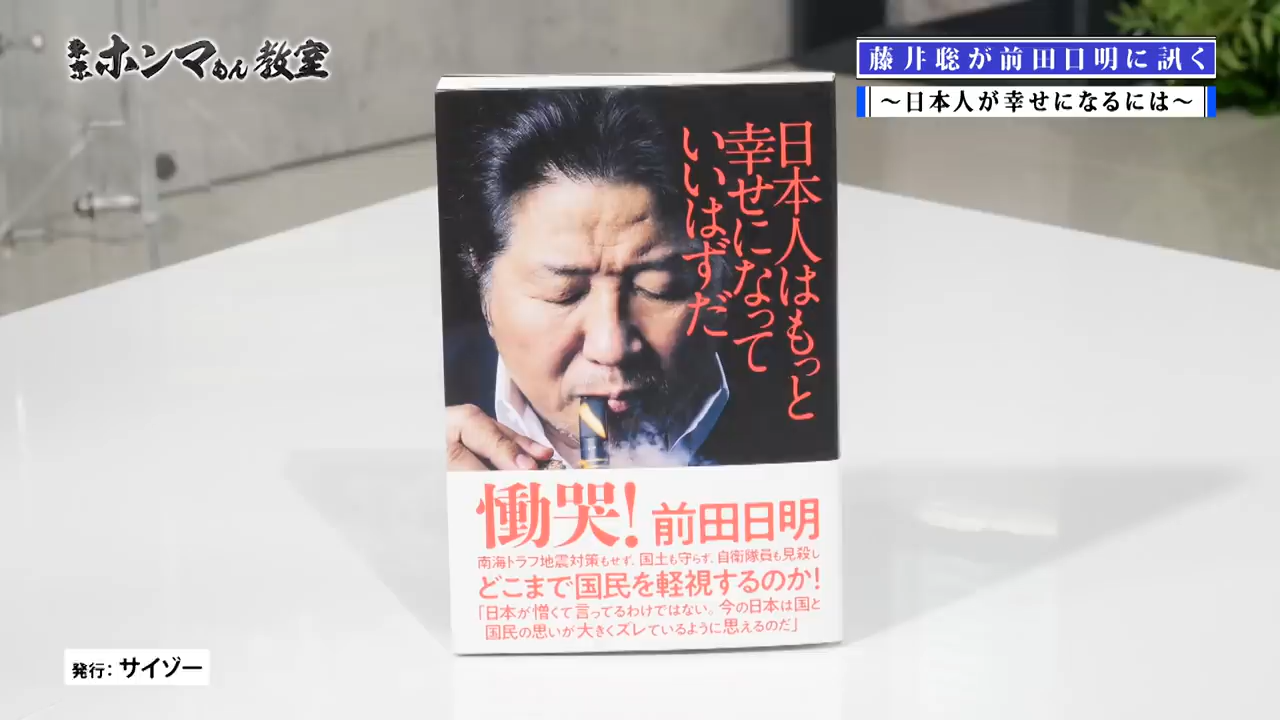 東京ホンマもん教室
藤井聡が前田日明に訊く
～日本人が幸せになるには～
日本人はもっと
幸せになって
いいはずだ
慟哭！前田日明
南海トラフ地震対策もせず、国土も守らず、自衛隊員も見殺し
どこまで国民を軽視するのか！
「日本が憎くて言ってるわけではない。今の日本は国と
国民の思いが大きくズレているように思えるのだ」
発行：サイゾー